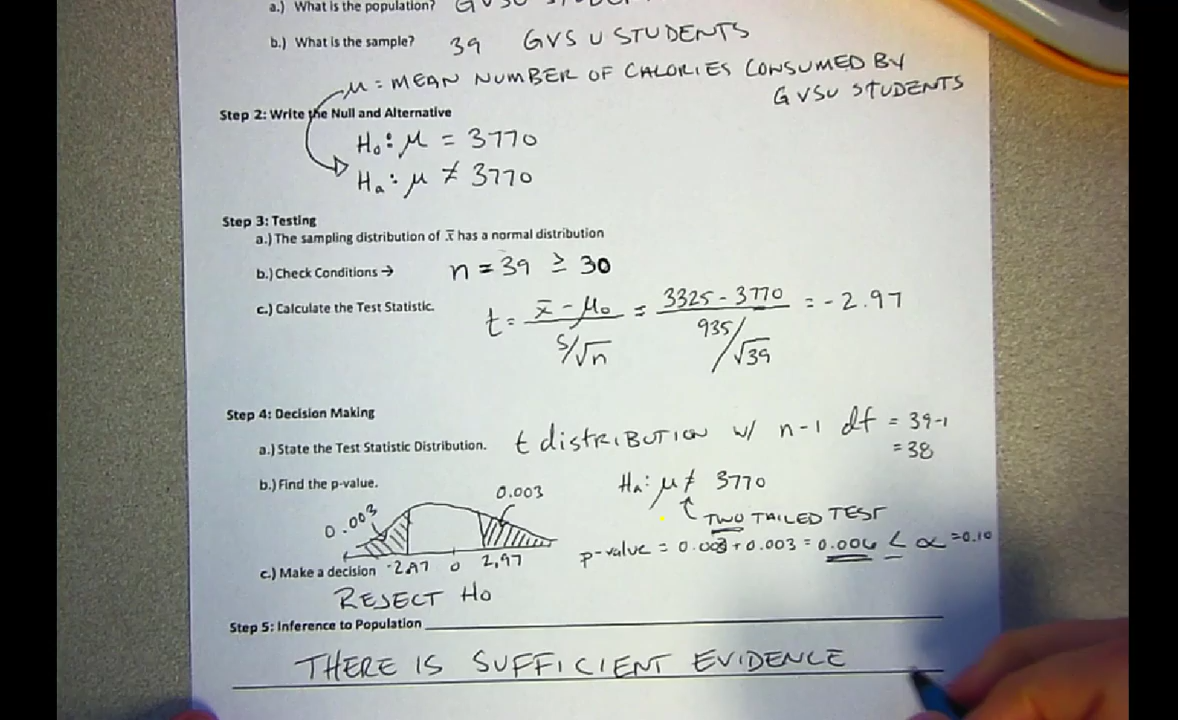 a.) What is the population? GVSU STUDENTS
b.) What is the sample? 39 GVSU STUDENTS
μ = MEAN NUMBER OF CALORIES CONSUMED BY
GVSU STUDENTS
Step 2: Write the Null and Alternative
H₀: μ = 3770
Hₐ: μ ≠ 3770
Step 3: Testing
a.) The sampling distribution of x̄ has a normal distribution
b.) Check Conditions → n = 39 ≥ 30
c.) Calculate the Test Statistic. t = (x̄ - μ₀)/(s/√n) = (3325 - 3770)/(935/√39) = -2.97
Step 4: Decision Making
a.) State the Test Statistic Distribution. t distRiBUTION w/ n-1 df = 39-1
= 38
b.) Find the p-value. Hₐ: μ ≠ 3770
0.003 0.003
TWO TAILED TEST
p-value = 0.003 + 0.003 = 0.006 < α = 0.10
-2.97 0 2.97
c.) Make a decision
REJECT H₀
Step 5: Inference to Population
THERE IS SUFFICIENT EVIDENCE